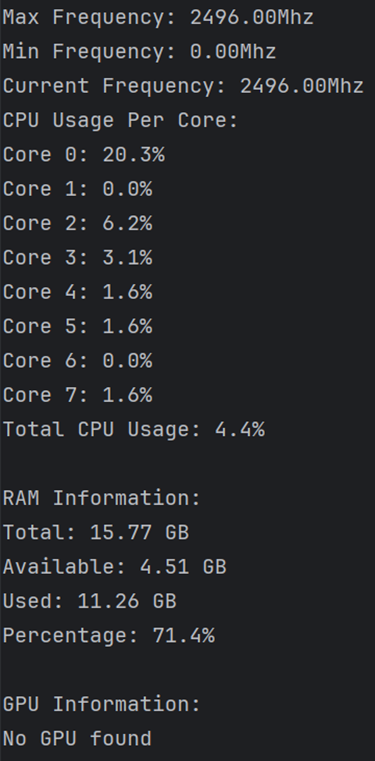 Max Frequency: 2496.00Mhz
Min Frequency: 0.00Mhz
Current Frequency: 2496.00Mhz
CPU Usage Per Core:
Core 0: 20.3%
Core 1: 0.0%
Core 2: 6.2%
Core 3: 3.1%
Core 4: 1.6%
Core 5: 1.6%
Core 6: 0.0%
Core 7: 1.6%
Total CPU Usage: 4.4%

RAM Information:
Total: 15.77 GB
Available: 4.51 GB
Used: 11.26 GB
Percentage: 71.4%

GPU Information:
No GPU found